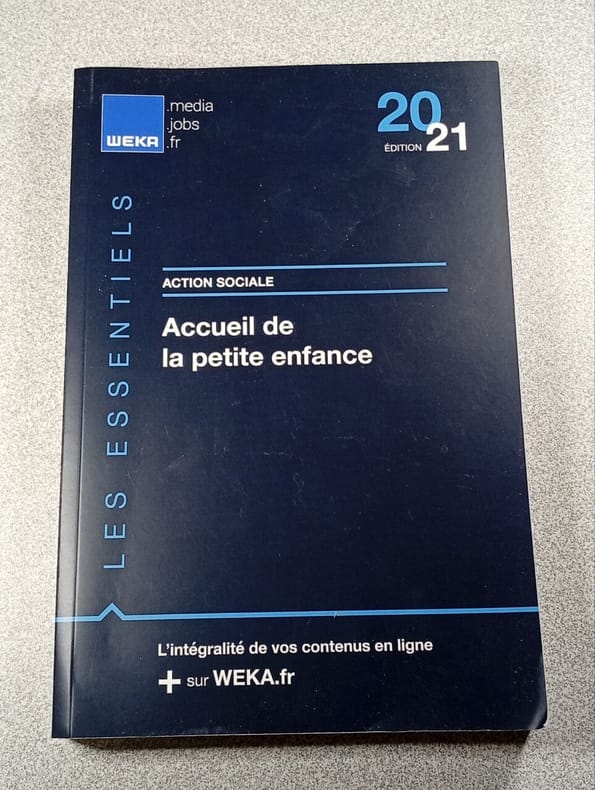 WEKA
.media
.jobs
.fr
20
ÉDITION 21
LES ESSENTIELS
ACTION SOCIALE
Accueil de
la petite enfance
L'intégralité de vos contenus en ligne
+ sur WEKA.fr